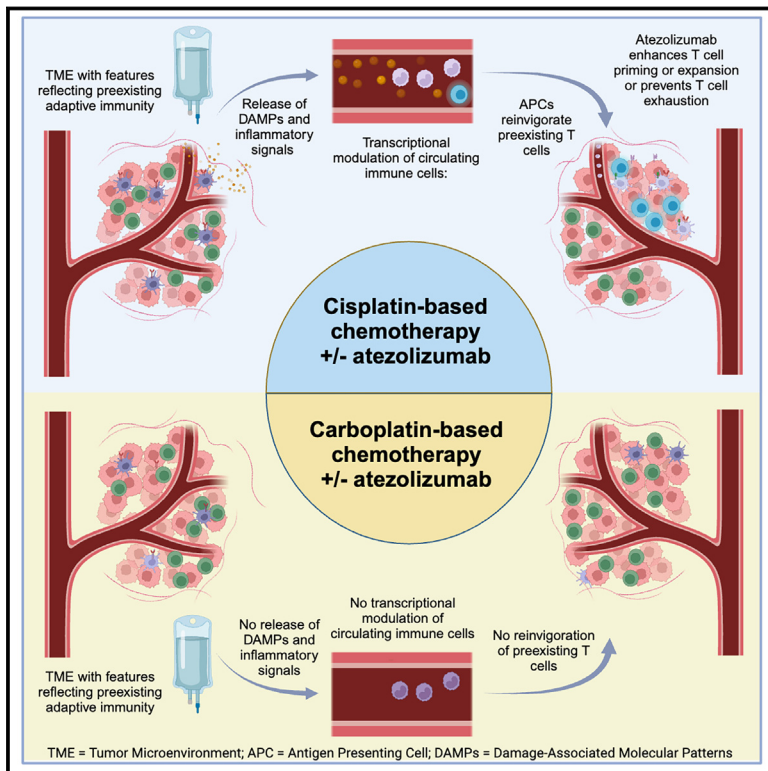 TME with features
reflecting preexisting
adaptive immunity
Release of
DAMPs and
inflammatory
signals
Transcriptional
modulation of circulating
immune cells:
APCs
reinvigorate
preexisting T
cells
Atezolizumab
enhances T cell
priming or expansion
or prevents T cell
exhaustion
Cisplatin-based
chemotherapy
+/- atezolizumab
Carboplatin-based
chemotherapy
+/- atezolizumab
TME with features
reflecting preexisting
adaptive immunity
No release of
DAMPs and
inflammatory
signals
No transcriptional
modulation of
circulating immune cells
No reinvigoration
of preexisting T
cells
TME = Tumor Microenvironment; APC = Antigen Presenting Cell; DAMPs = Damage-Associated Molecular Patterns